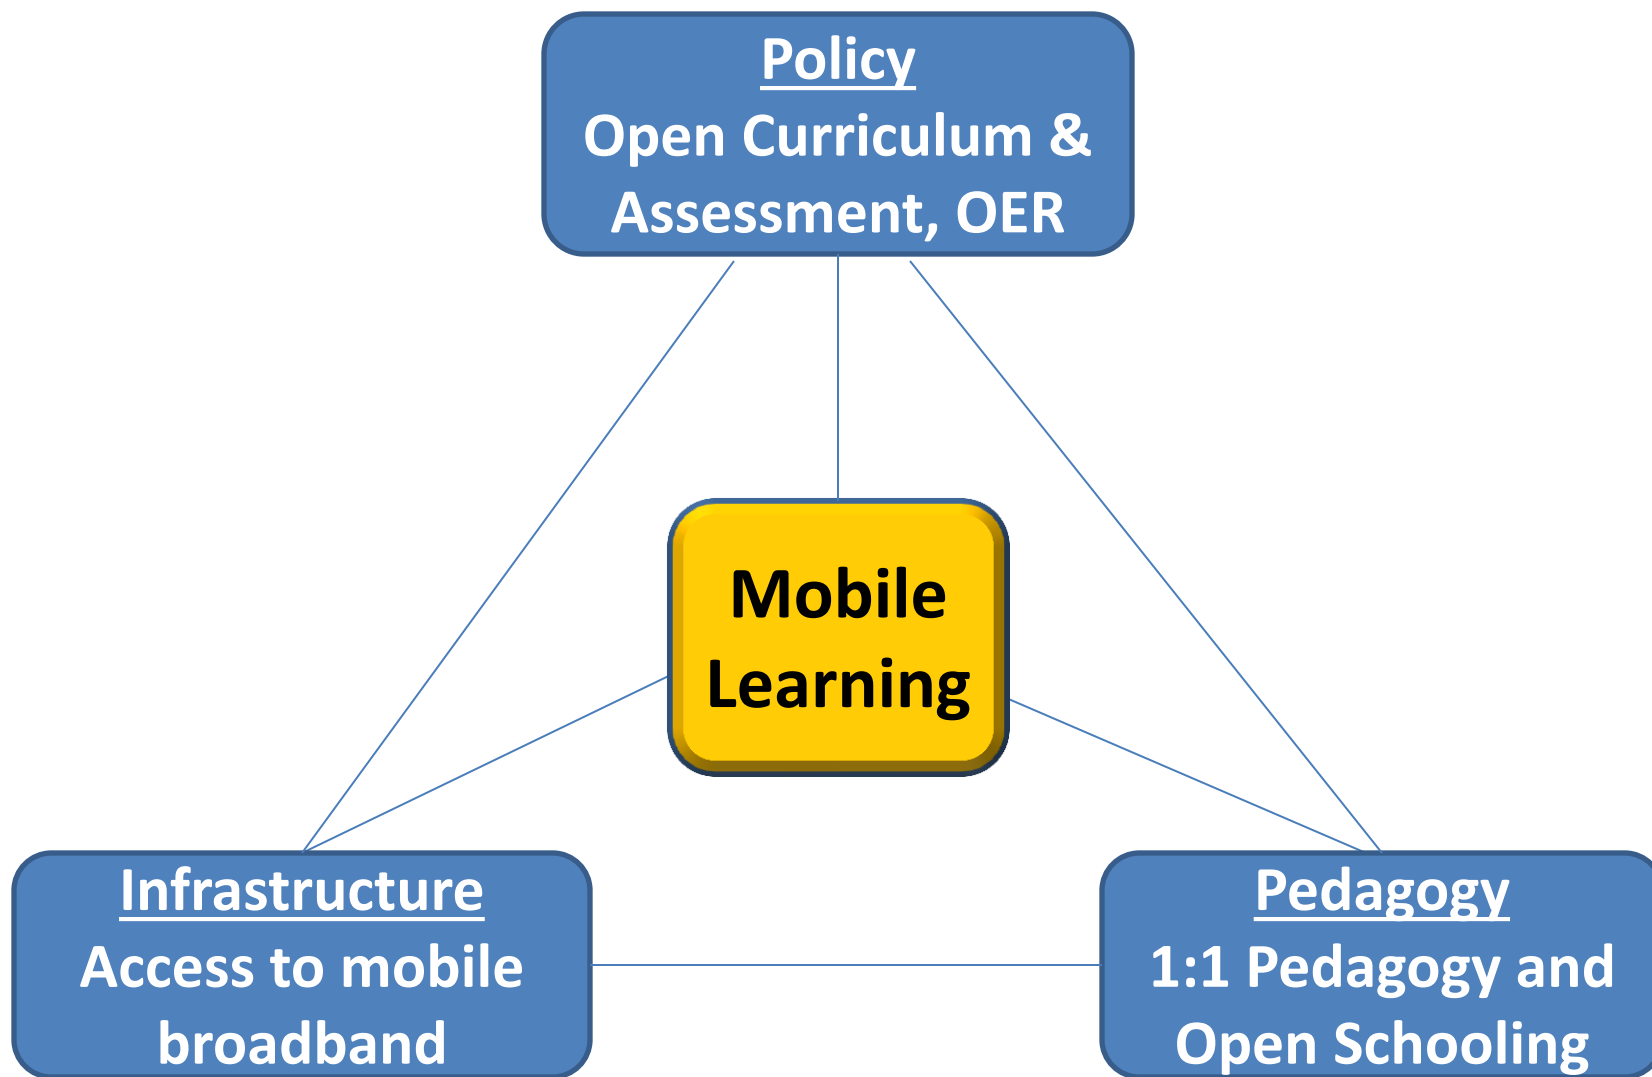 Policy
Open Curriculum &
Assessment, OER
Mobile
Learning
Infrastructure
Access to mobile
broadband
Pedagogy
1:1 Pedagogy and
Open Schooling